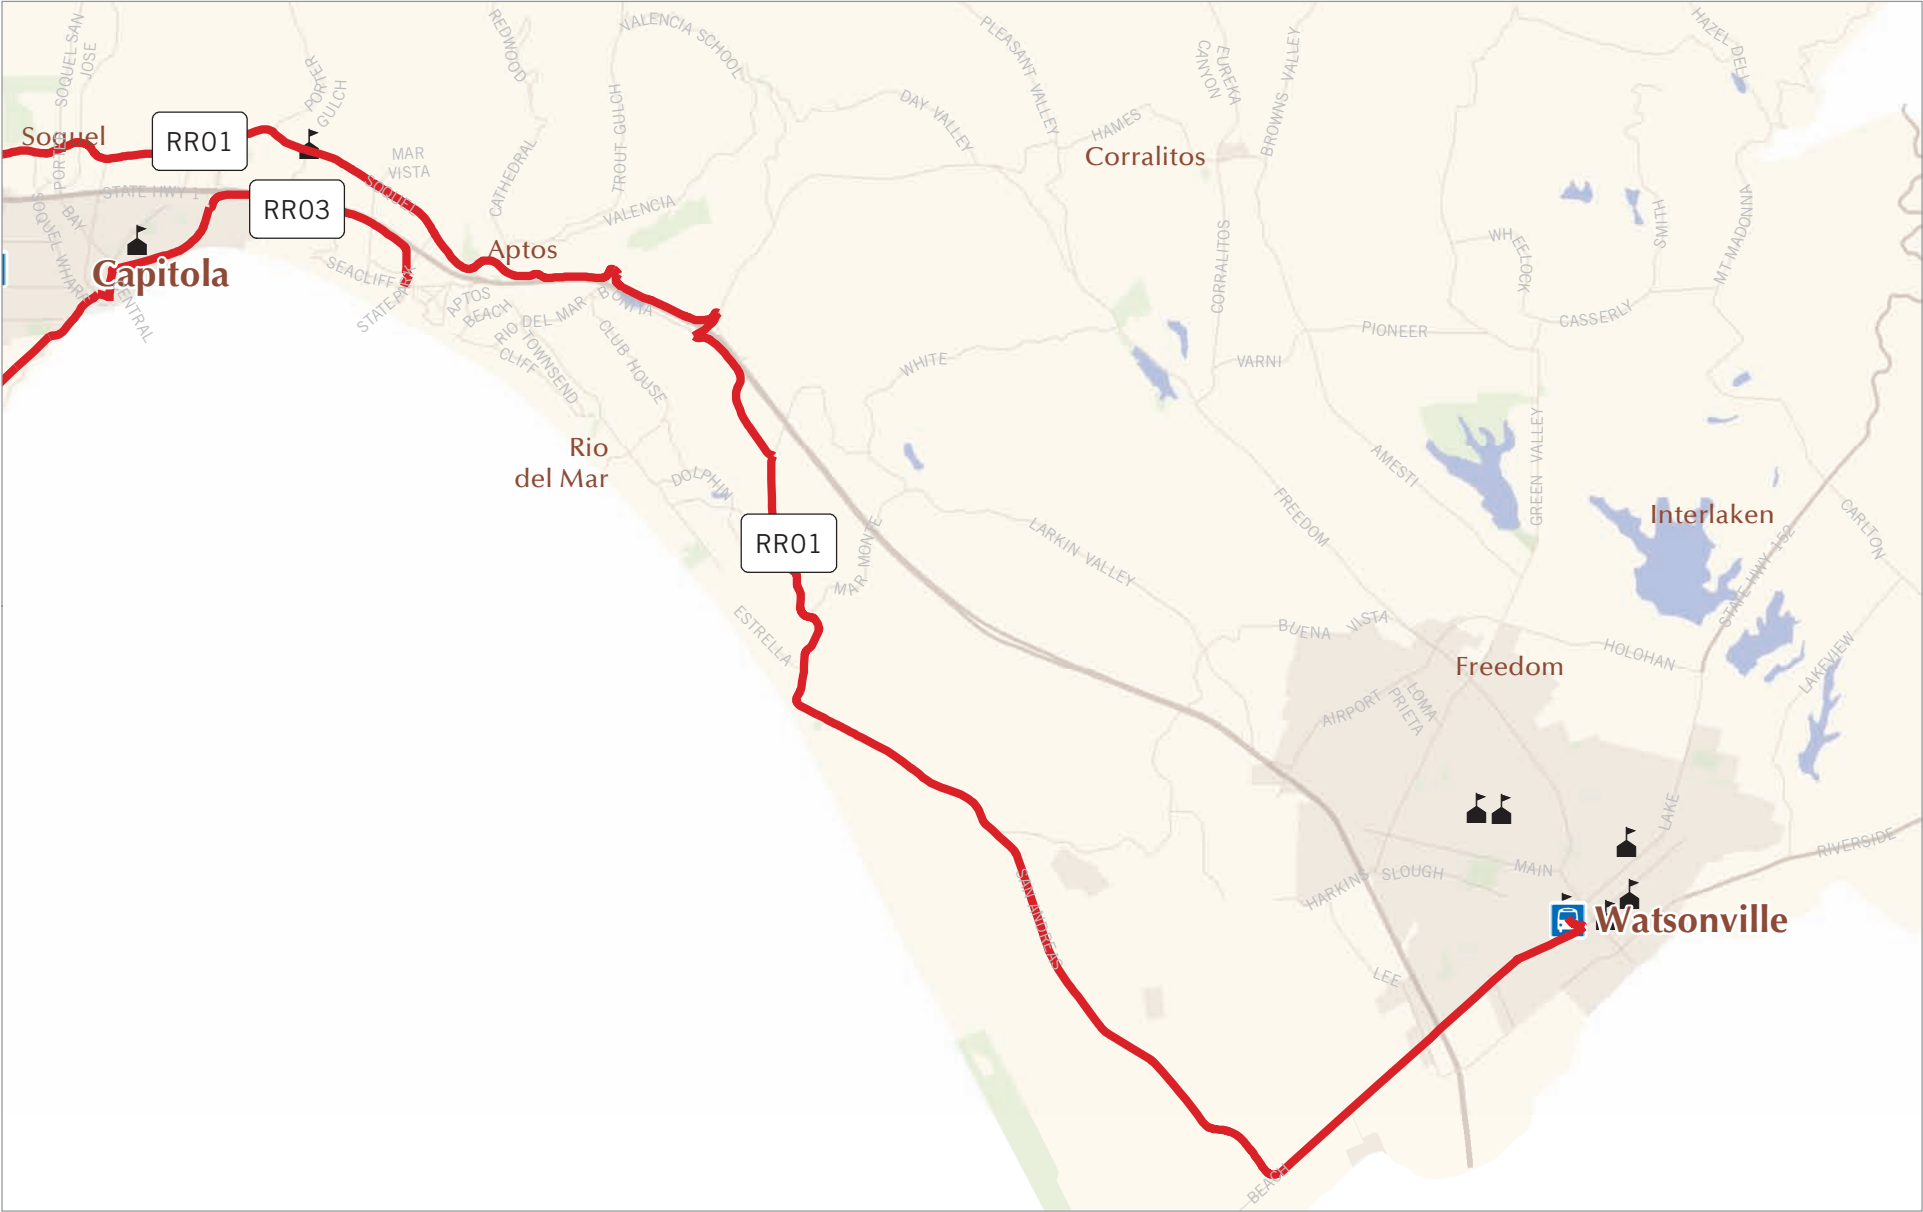 SOQUEL SAN
JOSE
PORTER
GULCH
REDWOOD
VALENCIA SCHOOL
PLEASANT VALLEY
EUREKA
CANYON
BROWNS VALLEY
HAZEL DELL
Soquel
RR01
PORTER
MAR
VISTA
CATHEDRAL
TROUT GULCH
DAY VALLEY
HAMES
Corralitos
STATE HWY 1
RR03
SOQUEL
VALENCIA
SOQUEL WHARF
BAY
Capitola
CENTRAL
SEACLIFF
STATE PARK
Aptos
APTOS
BEACH
RIO DEL MAR
BONITA
CLIFF
TOWNSEND
CLUB HOUSE
CORRALITOS
WHEELOCK
SMITH
MT MADONNA
CASSERLY
PIONEER
VARNI
WHITE
Rio
del Mar
DOLPHIN
RR01
MAR MONTE
LARKIN VALLEY
FREEDOM
AMESTI
GREEN VALLEY
Interlaken
STATE HWY 152
CARLTON
ESTRELLA
BUENA VISTA
HOLOHAN
LAKEVIEW
Freedom
AIRPORT
LOMA
PRIETA
LAKE
RIVERSIDE
HARKINS SLOUGH
MAIN
Watsonville
SAN ANDREAS
LEE
BEACH